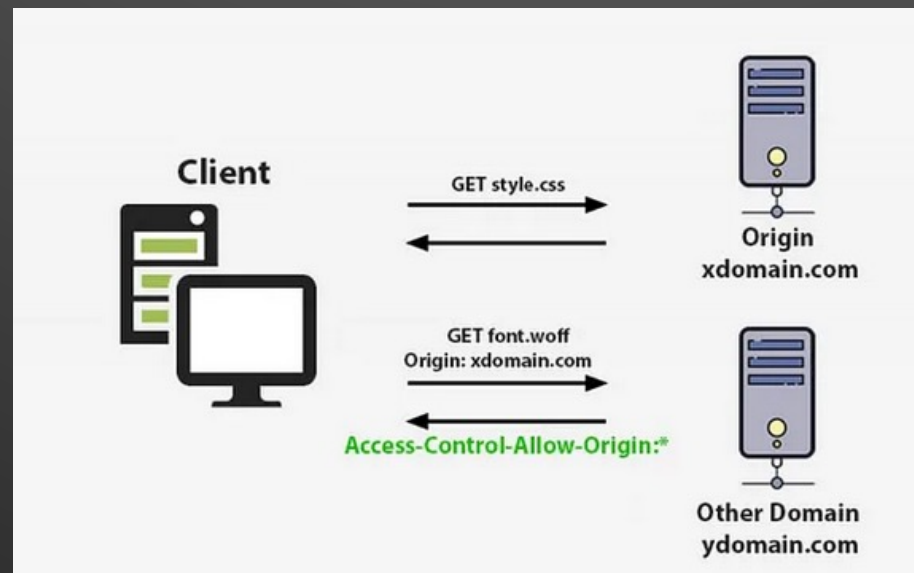 Client
GET style.css
Origin
xdomain.com
GET font.woff
Origin: xdomain.com
Access-Control-Allow-Origin:*
Other Domain
ydomain.com